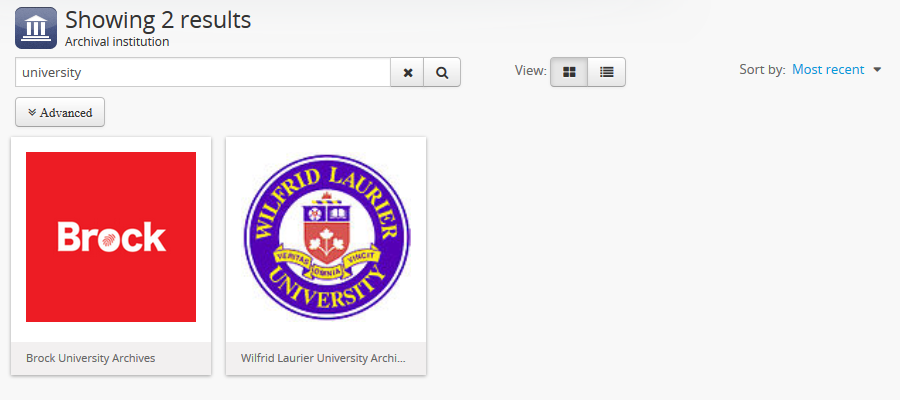 Showing 2 results
Archival institution
university
View:
Sort by: Most recent
Advanced
Brock
WILFRID LAURIER
VERITAS OMNIA VINCIT
UNIVERSITY
Brock University Archives
Wilfrid Laurier University Archi...